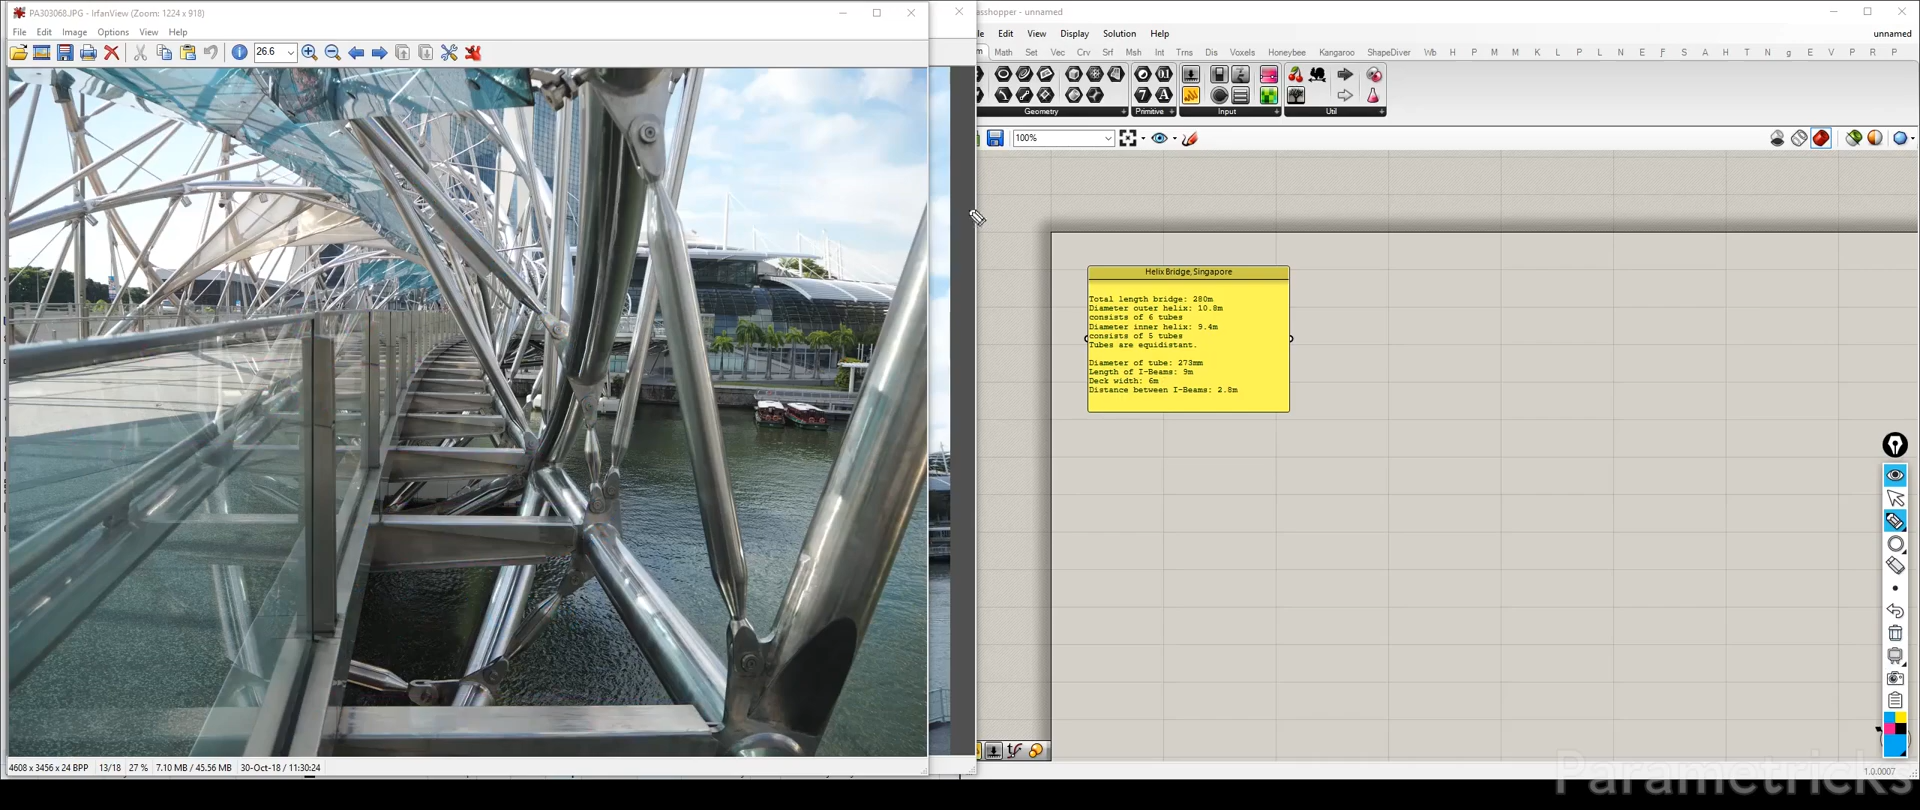 PA303068.JPG - IrfanView (Zoom: 1224 x 918)
File Edit Image Options View Help
26.6
4608 x 3456 x 24 BPP 13/18 27 % 7.10 MB / 45.56 MB 30-Oct-18 / 11:30:24
sshopper - unnamed
le Edit View Display Solution Help
unnamed
m Math Set Vec Crv Srf Msh Int Trns Dis Voxels Honeybee Kangaroo ShapeDiver Wb H P K L P L N E F S A H T N g E V P R P
Geometry Primitive Input Util
100%
Helix Bridge, Singapore
Total length bridge: 280m
Diameter outer helix: 10.8m
consists of 6 tubes
Diameter inner helix: 9.4m
consists of 5 tubes
Tubes are equidistant.
Diameter of tube: 273mm
Length of I-Beams: 9m
Deck width: 6m
Distance between I-Beams: 2.8m
1.0.0007
Parametricks